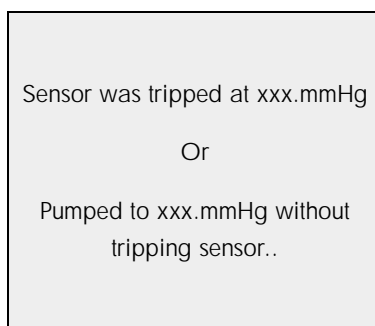 Sensor was tripped at xxx.mmHg
Or
Pumped to xxx.mmHg without
tripping sensor..